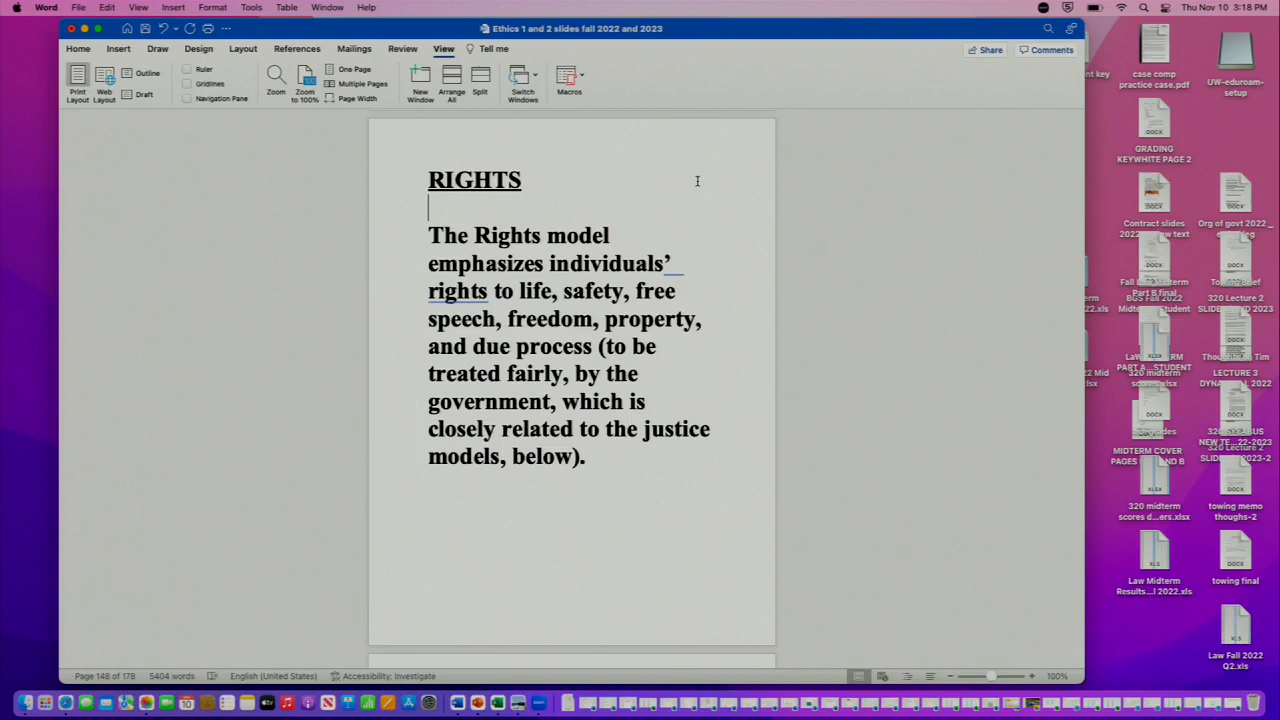 Word File Edit View Insert Format Tools Table Window Help
Thu Nov 10 3:18 PM
Ethics 1 and 2 slides fall 2022 and 2023
Home Insert Draw Design Layout References Mailings Review View Tell me
Share Comments
Print Layout
Web Layout
Outline
Draft
Ruler
Gridlines
Navigation Pane
Zoom
Zoom to 100%
One Page
Multiple Pages
Page Width
New Window
Arrange All
Split
Switch Windows
Macros
RIGHTS
The Rights model
emphasizes individuals’
rights to life, safety, free
speech, freedom, property,
and due process (to be
treated fairly, by the
government, which is
closely related to the justice
models, below).
case comp
practice case.pdf
UW-eduroam-
setup
GRADING
KEYWHITE PAGE 2
Contract slides
Org of govt 2022
320 Lecture 2
Part B final
MIDTERM COVER
320 midterm
scores d...ers.xlsx
towing memo
thoughs-2
Law Midterm
Results...l 2022.xls
towing final
Law Fall 2022
Q2.xls
Page 148 of 178 5404 words English (United States) Accessibility: Investigate
100%